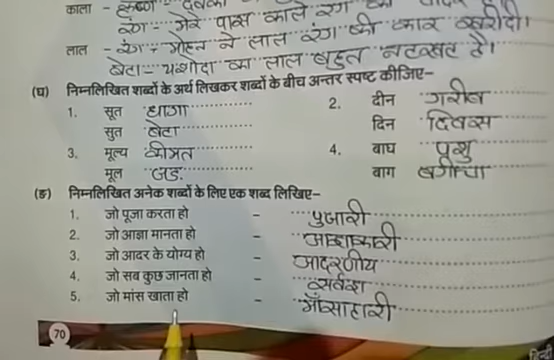 काला - कृष्ण
रंग - मेरे पास काले रंग की कार
लाल - रंग - मोहन ने लाल रंग की कार खरीदी।
बेटा - यशोदा का लाल बहुत नटखट है।
(घ) निम्नलिखित शब्दों के अर्थ लिखकर शब्दों के बीच अन्तर स्पष्ट कीजिए–
1. सूत धागा 2. दीन गरीब
सुत बेटा दिन दिवस
3. मूल्य कीमत 4. बाघ पशु
मूल जड़ बाग बगीचा
(ङ) निम्नलिखित अनेक शब्दों के लिए एक शब्द लिखिए–
1. जो पूजा करता हो – पुजारी
2. जो आज्ञा मानता हो – आज्ञाकारी
3. जो आदर के योग्य हो – आदरणीय
4. जो सब कुछ जानता हो – सर्वज्ञ
5. जो मांस खाता हो – माँसाहारी
70